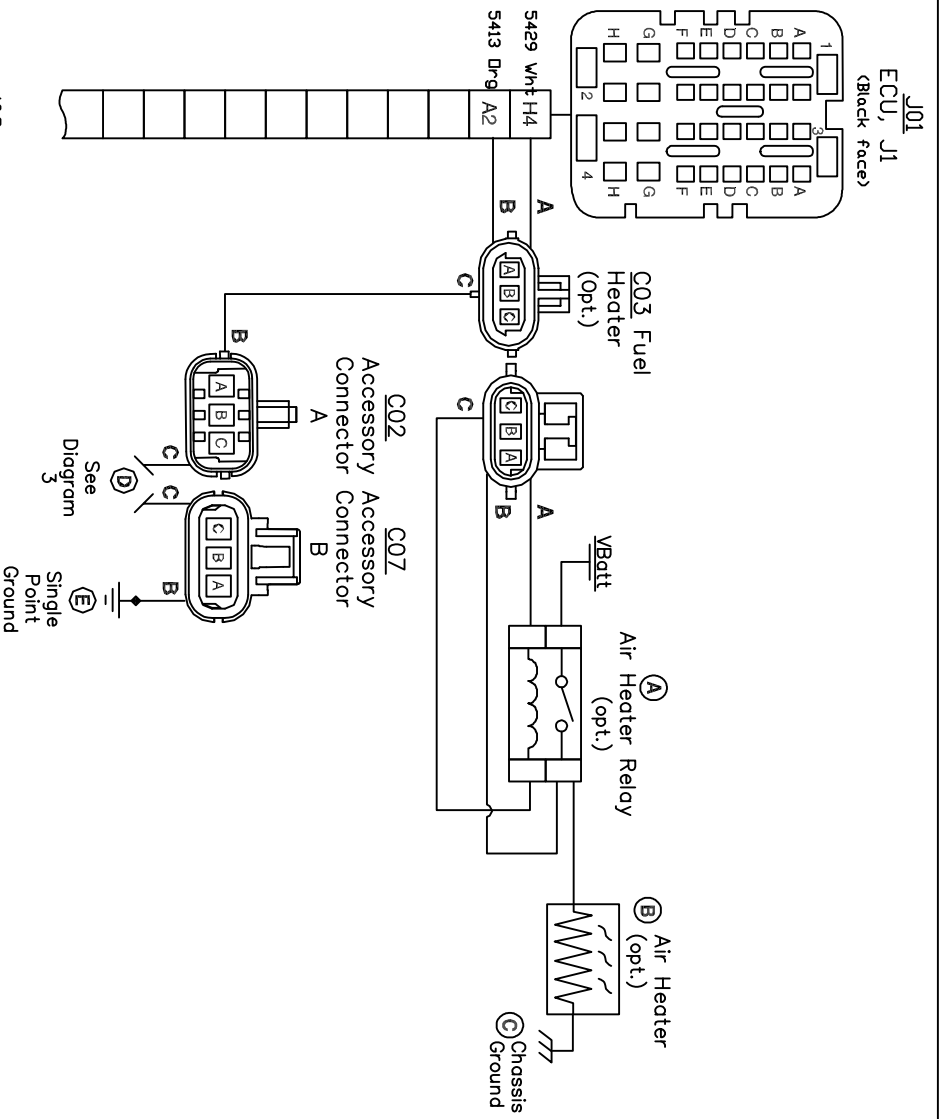 J01
ECU, J1
(Black face)
1
3
A
B
C
D
E
F
G
H
A
B
C
D
E
F
G
H
2
4
5429 Wht
5413 Org
H4
A2
A
B
C
C03 Fuel
Heater
(Opt.)
A
B
C
C
B
A
A
B
C
VBatt
A
Air Heater Relay
(opt.)
B
Air Heater
(opt.)
C
Chassis
Ground
B
C02
Accessory
Connector
A
A
B
C
C
C07
Accessory
Connector
B
C
B
A
C
B
D
See
Diagram
3
E
Single
Point
Ground